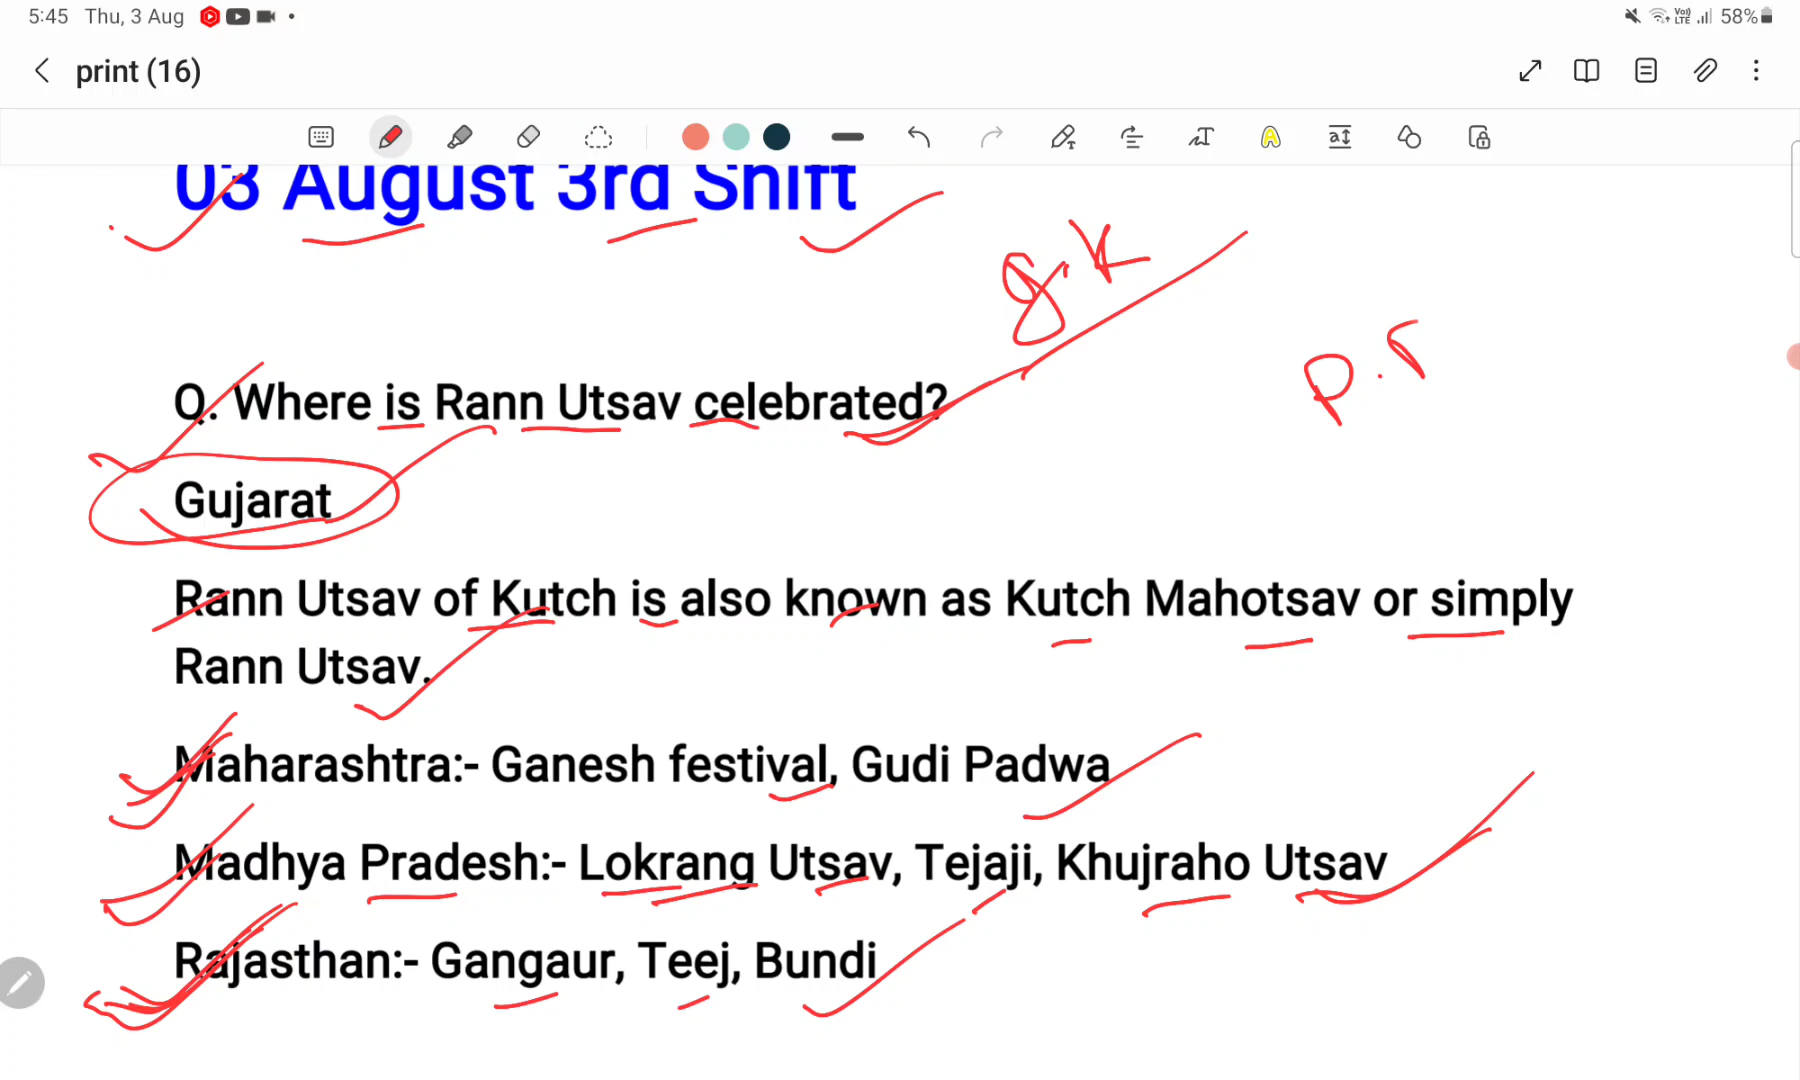 5:45 Thu, 3 Aug
Vo)) LTE 58%
print (16)
03 August 3rd Shift
g.k
Q. Where is Rann Utsav celebrated?
Gujarat
Rann Utsav of Kutch is also known as Kutch Mahotsav or simply
Rann Utsav.
Maharashtra:- Ganesh festival, Gudi Padwa
Madhya Pradesh:- Lokrang Utsav, Tejaji, Khujraho Utsav
Rajasthan:- Gangaur, Teej, Bundi